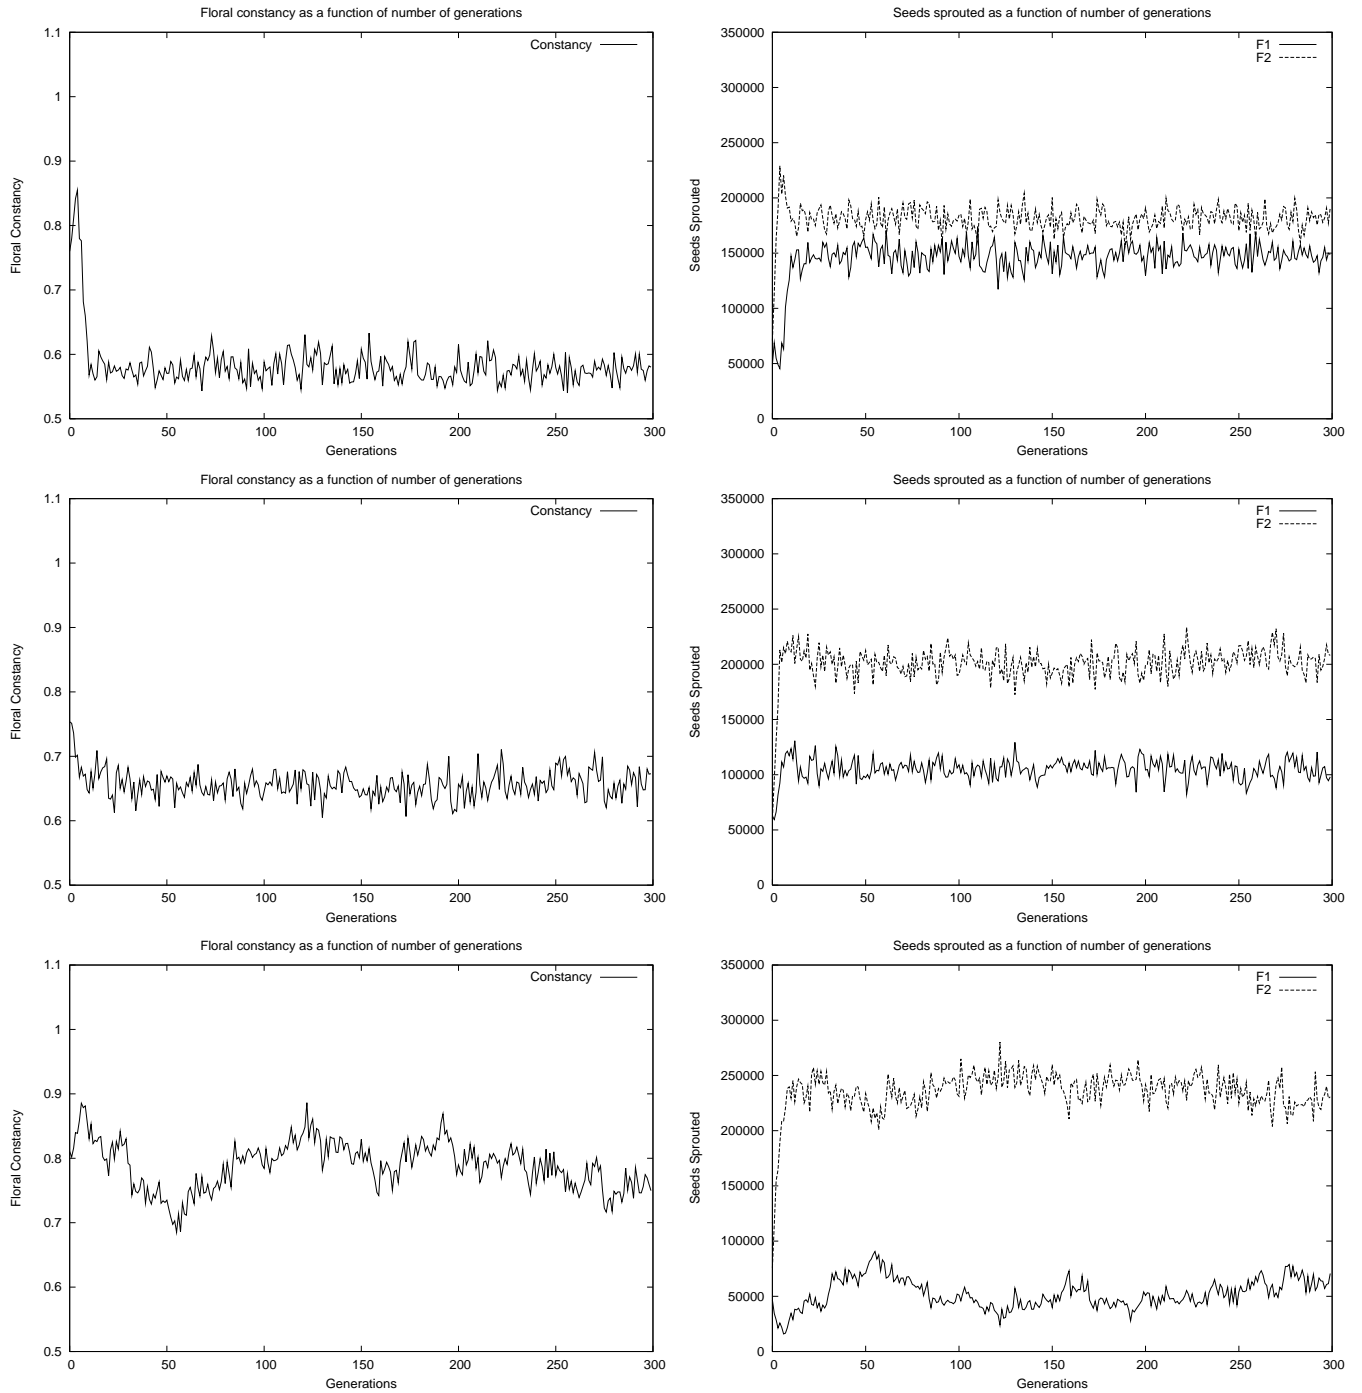 Floral constancy as a function of number of generations
1.1
1
0.9
0.8
0.7
0.6
0.5
0 50 100 150 200 250 300
Floral Constancy
Generations
Constancy
Seeds sprouted as a function of number of generations
350000
300000
250000
200000
150000
100000
50000
0
0 50 100 150 200 250 300
Seeds Sprouted
Generations
F1
F2
Floral constancy as a function of number of generations
1.1
1
0.9
0.8
0.7
0.6
0.5
0 50 100 150 200 250 300
Floral Constancy
Generations
Constancy
Seeds sprouted as a function of number of generations
350000
300000
250000
200000
150000
100000
50000
0
0 50 100 150 200 250 300
Seeds Sprouted
Generations
F1
F2
Floral constancy as a function of number of generations
1.1
1
0.9
0.8
0.7
0.6
0.5
0 50 100 150 200 250 300
Floral Constancy
Generations
Constancy
Seeds sprouted as a function of number of generations
350000
300000
250000
200000
150000
100000
50000
0
0 50 100 150 200 250 300
Seeds Sprouted
Generations
F1
F2